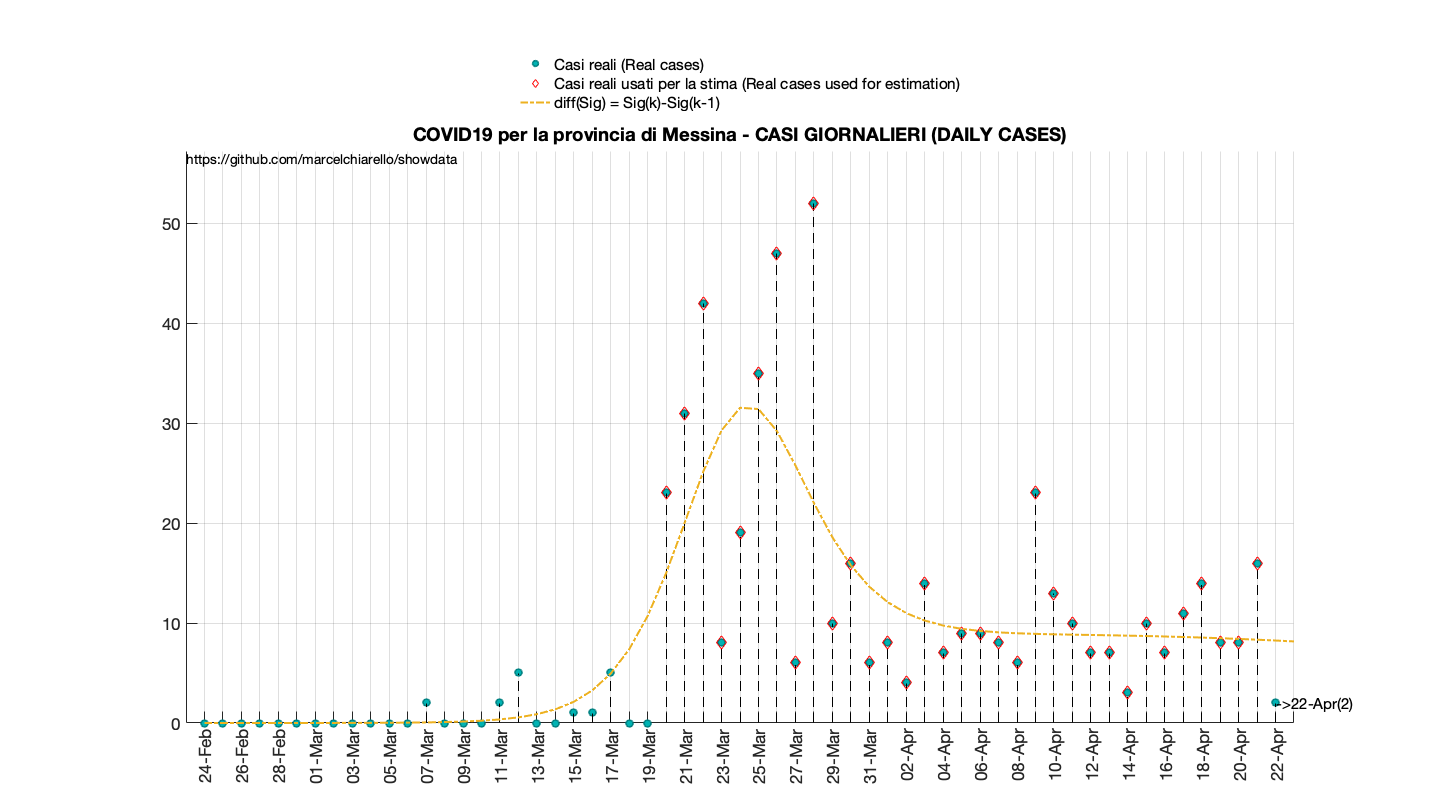 Casi reali (Real cases)
Casi reali usati per la stima (Real cases used for estimation)
diff(Sig) = Sig(k)-Sig(k-1)
COVID19 per la provincia di Messina - CASI GIORNALIERI (DAILY CASES)
https://github.com/marcelchiarello/showdata
50
40
30
20
10
0
->22-Apr(2)
24-Feb
26-Feb
28-Feb
01-Mar
03-Mar
05-Mar
07-Mar
09-Mar
11-Mar
13-Mar
15-Mar
17-Mar
19-Mar
21-Mar
23-Mar
25-Mar
27-Mar
29-Mar
31-Mar
02-Apr
04-Apr
06-Apr
08-Apr
10-Apr
12-Apr
14-Apr
16-Apr
18-Apr
20-Apr
22-Apr